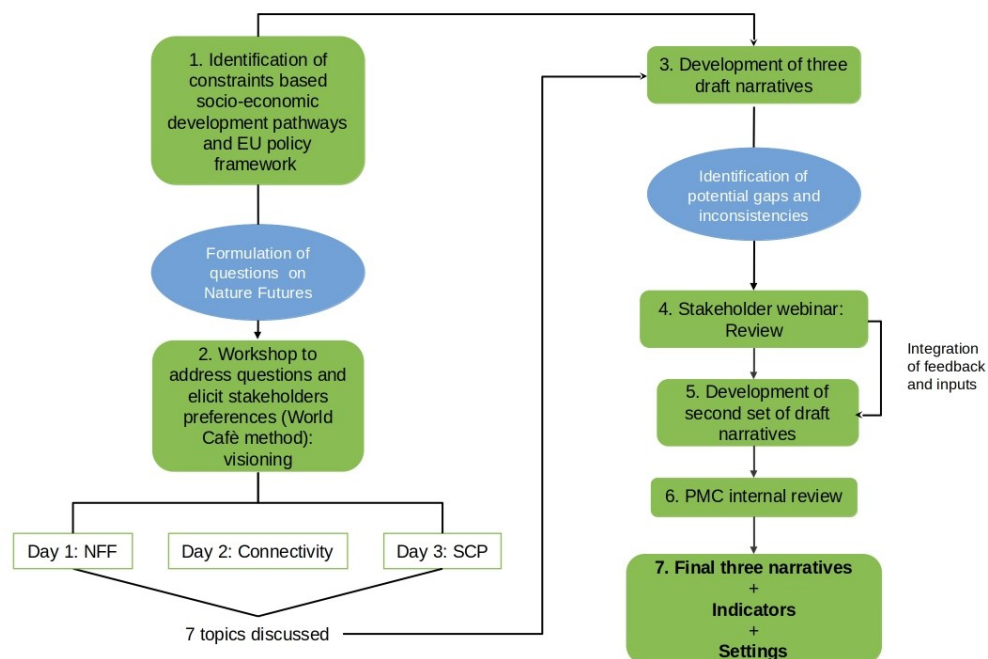 1. Identification of
constraints based
socio-economic
development pathways
and EU policy
framework
Formulation of
questions on
Nature Futures
2. Workshop to
address questions and
elicit stakeholders
preferences (World
Cafè method):
visioning
Day 1: NFF
Day 2: Connectivity
Day 3: SCP
7 topics discussed
3. Development of three
draft narratives
Identification of
potential gaps and
inconsistencies
4. Stakeholder webinar:
Review
Integration
of feedback
and inputs
5. Development of
second set of draft
narratives
6. PMC internal review
7. Final three narratives
+
Indicators
+
Settings